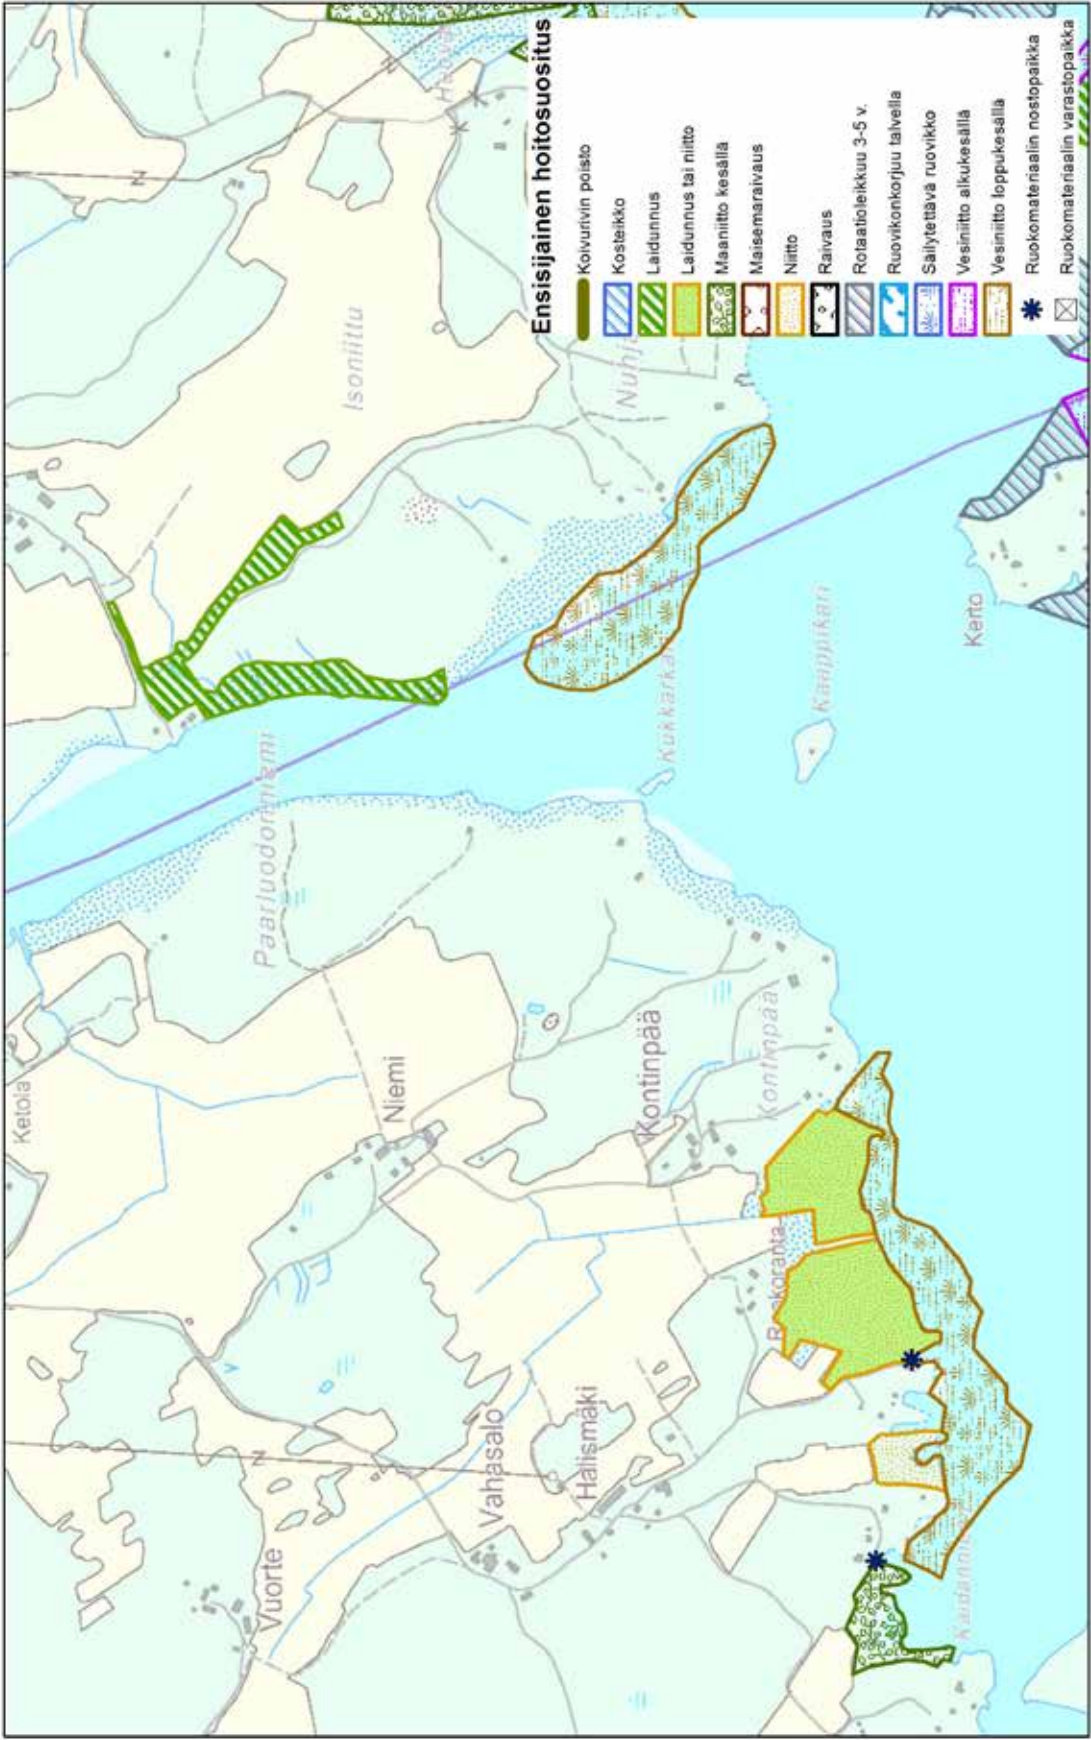 Ensisijainen hoitosuositus
Koivurivin poisto
Kosteikko
Laidunnus
Laidunnus tai niitto
Maaniitto kesällä
Maisemaraivaus
Niitto
Raivaus
Rotaatioleikkuu 3-5 v.
Ruovikonkorjuu talvella
Säilytettävä ruovikko
Vesiniitto alkukesällä
Vesiniitto loppukesällä
Ruokomateriaalin nostopaikka
Ruokomateriaalin varastopaikka
Ketola
Paarluodonniemi
Isoniittu
Niemi
Vuorte
Vahasalo
Halismäki
Kontinpää
Kontinpää
Kaappikari
Kerto
Z
Z
Z